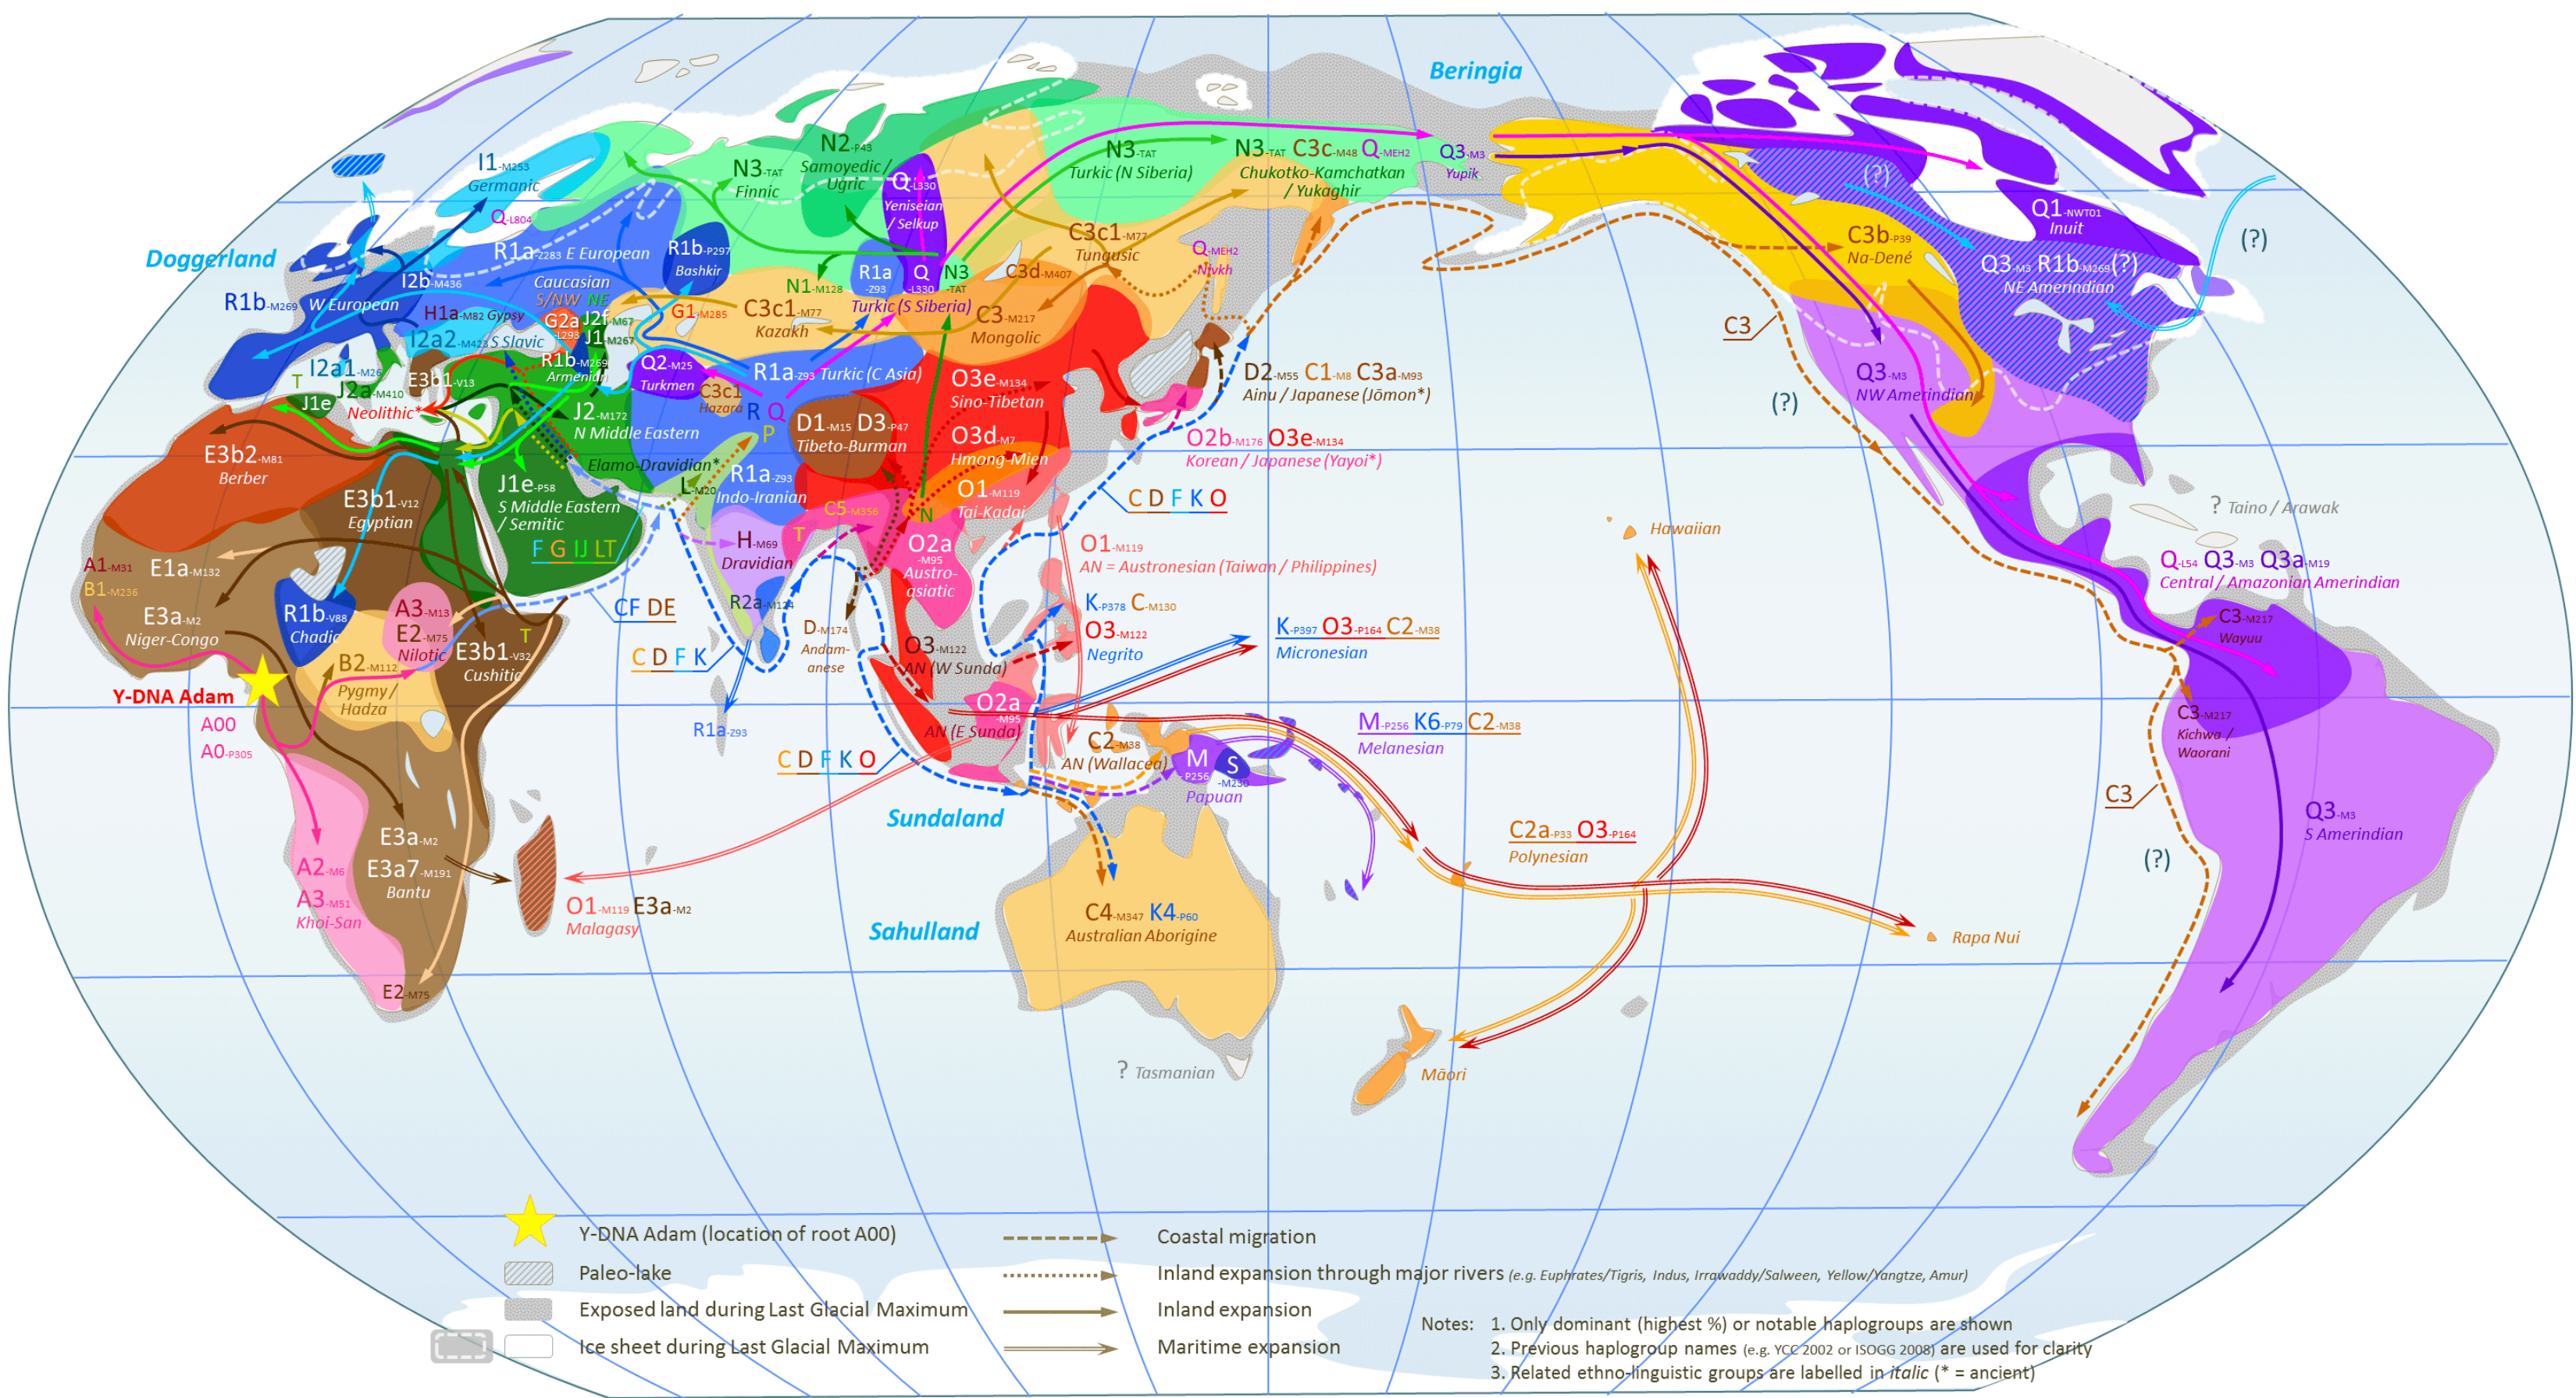 Beringia
I1-M253
Germanic
Q-L804
N3-TAT
Finnic
N2-P43
Samoyedic /
Ugric
Q-L330
Yeniseian
/ Selkup
N3-TAT
Turkic (N Siberia)
N3-TAT C3c-M48 Q-MEH2
Chukotko-Kamchatkan
/ Yukaghir
Q3-M3
Yupik
(?)
Q1-NWT01
Inuit
(?)
Doggerland
R1a-Z283 E European
R1b-P297
Bashkir
C3c1-M77
Tungusic
Q-MEH2
Nivkh
C3b-P39
Na-Dené
Q3-M3 R1b-M269(?)
NE Amerindian
R1b-M269
W European
I2b-M436
Caucasian
S/NW NE
N1-M128
R1a
-Z93
Q
-L330
N3
-TAT
Turkic (S Siberia)
C3d-M407
H1a-M82 Gypsy
G2a
-L293
J2f-M67
J1-M267
G1-M285
C3c1-M77
Kazakh
C3-M217
Mongolic
C3
I2a2-M423 S Slavic
R1b-M269
Armenian
Q2-M25
Turkmen
R1a-Z93 Turkic (C Asia)
I2a1-M26
T
J2a-M410
E3b1-V13
Neolithic*
J1e
C3c1
Hazara
R Q
P
O3e-M134
Sino-Tibetan
D2-M55 C1-M8 C3a-M93
Ainu / Japanese (Jōmon*)
Q3-M3
NW Amerindian
(?)
J2-M172
N Middle Eastern
D1-M15 D3-P47
Tibeto-Burman
O3d-M7
Hmong-Mien
O2b-M176 O3e-M134
Korean / Japanese (Yayoi*)
E3b2-M81
Berber
Elamo-Dravidian*
L-M20
R1a-Z93
Indo-Iranian
E3b1-V12
Egyptian
J1e-P58
S Middle Eastern
/ Semitic
O1-M119
Tai-Kadai
C D F K O
C5-M356
N
T
F G IJ LT
H-M69
Dravidian
O2a
-M95
Austro-
asiatic
O1-M119
AN = Austronesian (Taiwan / Philippines)
Hawaiian
? Taino / Arawak
A1-M31
B1-M236
E1a-M132
Q-L54 Q3-M3 Q3a-M19
Central / Amazonian Amerindian
E3a-M2
Niger-Congo
R1b-V88
Chadic
A3-M13
E2-M75
Nilotic
T
E3b1-V32
Cushitic
CF DE
R2a-M124
D-M174
Andam-
anese
C D F K
K-P378 C-M130
O3-M122
Negrito
K-P397 O3-P164 C2-M38
Micronesian
C3-M217
Wayuu
O3-M122
AN (W Sunda)
B2-M112
Pygmy /
Hadza
Y-DNA Adam
A00
A0-P305
R1a-Z93
O2a
-M95
AN (E Sunda)
C2-M38
AN (Wallacea)
M
-P256
S
-M230
Papuan
M-P256 K6-P79 C2-M38
Melanesian
C3-M217
Kichwa /
Waorani
C D F K O
C3
Sundaland
Q3-M3
S Amerindian
E3a-M2
E3a7-M191
Bantu
C2a-P33 O3-P164
Polynesian
(?)
A2-M6
A3-M51
Khoi-San
O1-M119 E3a-M2
Malagasy
Sahulland
C4-M347 K4-P60
Australian Aborigine
Rapa Nui
E2-M75
? Tasmanian
Māori
Y-DNA Adam (location of root A00)
Paleo-lake
Exposed land during Last Glacial Maximum
Ice sheet during Last Glacial Maximum
Coastal migration
Inland expansion through major rivers (e.g. Euphrates/Tigris, Indus, Irrawaddy/Salween, Yellow/Yangtze, Amur)
Inland expansion
Maritime expansion
Notes: 1. Only dominant (highest %) or notable haplogroups are shown
2. Previous haplogroup names (e.g. YCC 2002 or ISOGG 2008) are used for clarity
3. Related ethno-linguistic groups are labelled in italic (* = ancient)